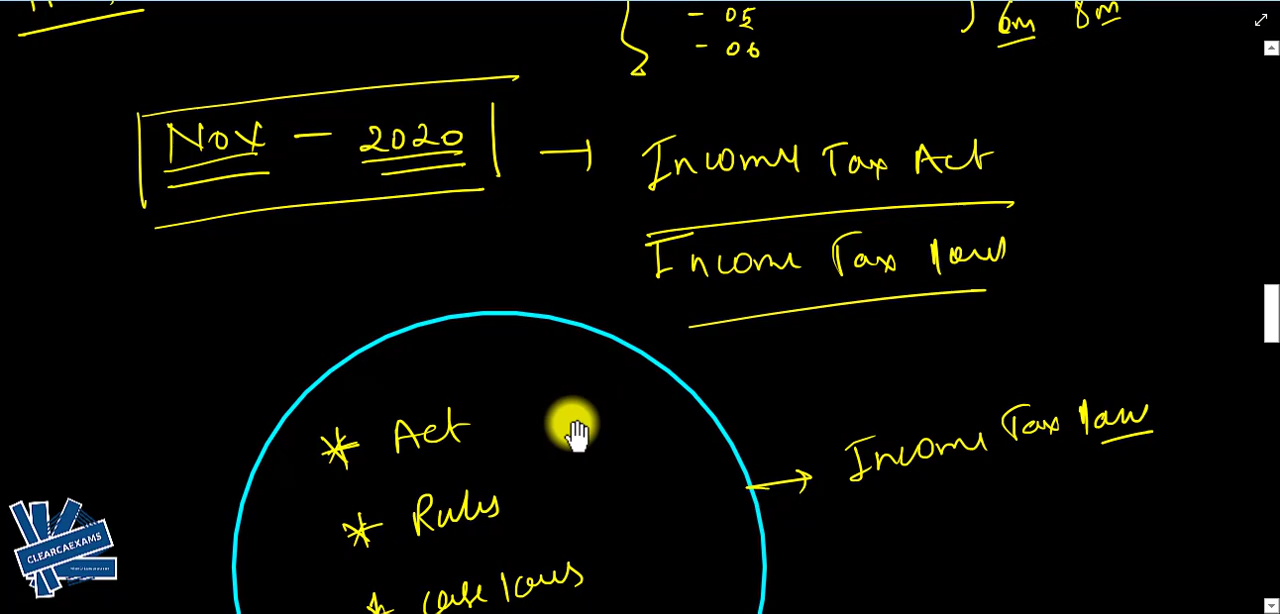 - 05
- 06
6m 8m
Nov - 2020 → Income Tax Act
Income Tax laws
* Act
→ Income Tax law
* Rules
* case laws
CLEARCAEXAMS